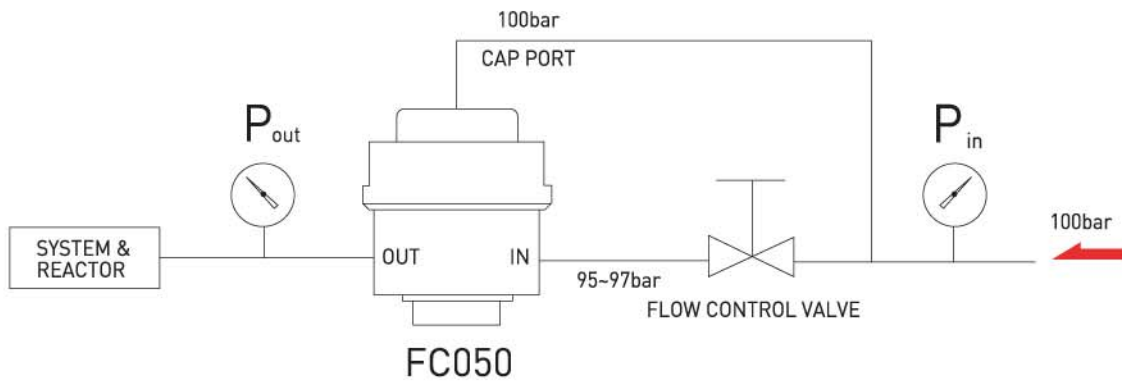 100bar
CAP PORT
P out
P in
100bar
SYSTEM &
REACTOR
OUT
IN
95~97bar
FLOW CONTROL VALVE
FC050